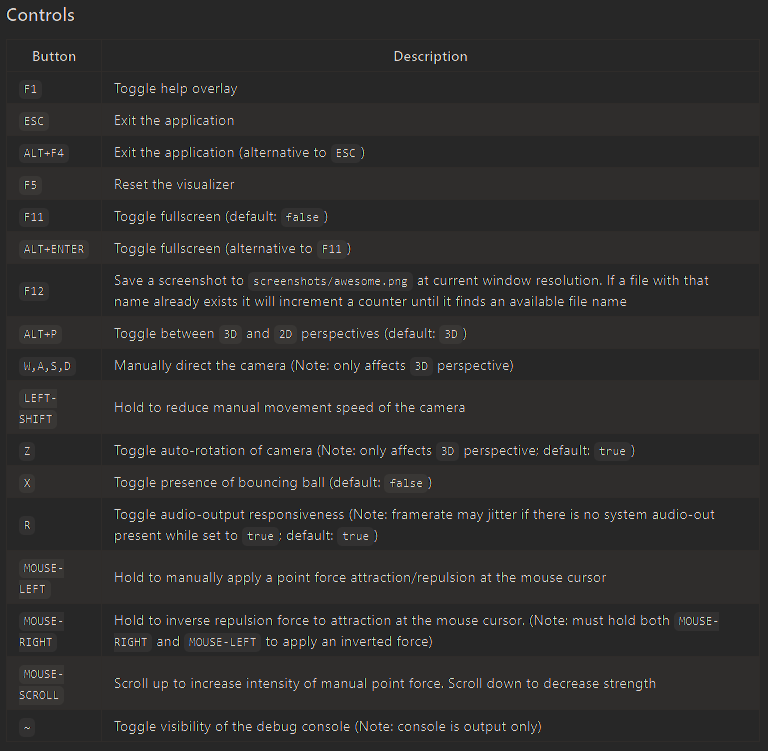 Controls
Button Description
F1 Toggle help overlay
ESC Exit the application
ALT+F4 Exit the application (alternative to ESC )
F5 Reset the visualizer
F11 Toggle fullscreen (default: false )
ALT+ENTER Toggle fullscreen (alternative to F11 )
F12 Save a screenshot to screenshots/awesome.png at current window resolution. If a file with that
name already exists it will increment a counter until it finds an available file name
ALT+P Toggle between 3D and 2D perspectives (default: 3D )
W,A,S,D Manually direct the camera (Note: only affects 3D perspective)
LEFT-
SHIFT Hold to reduce manual movement speed of the camera
Z Toggle auto-rotation of camera (Note: only affects 3D perspective; default: true )
X Toggle presence of bouncing ball (default: false )
R Toggle audio-output responsiveness (Note: framerate may jitter if there is no system audio-out
present while set to true ; default: true )
MOUSE-
LEFT Hold to manually apply a point force attraction/repulsion at the mouse cursor
MOUSE-
RIGHT Hold to inverse repulsion force to attraction at the mouse cursor. (Note: must hold both MOUSE-
RIGHT and MOUSE-LEFT to apply an inverted force)
MOUSE-
SCROLL Scroll up to increase intensity of manual point force. Scroll down to decrease strength
~ Toggle visibility of the debug console (Note: console is output only)